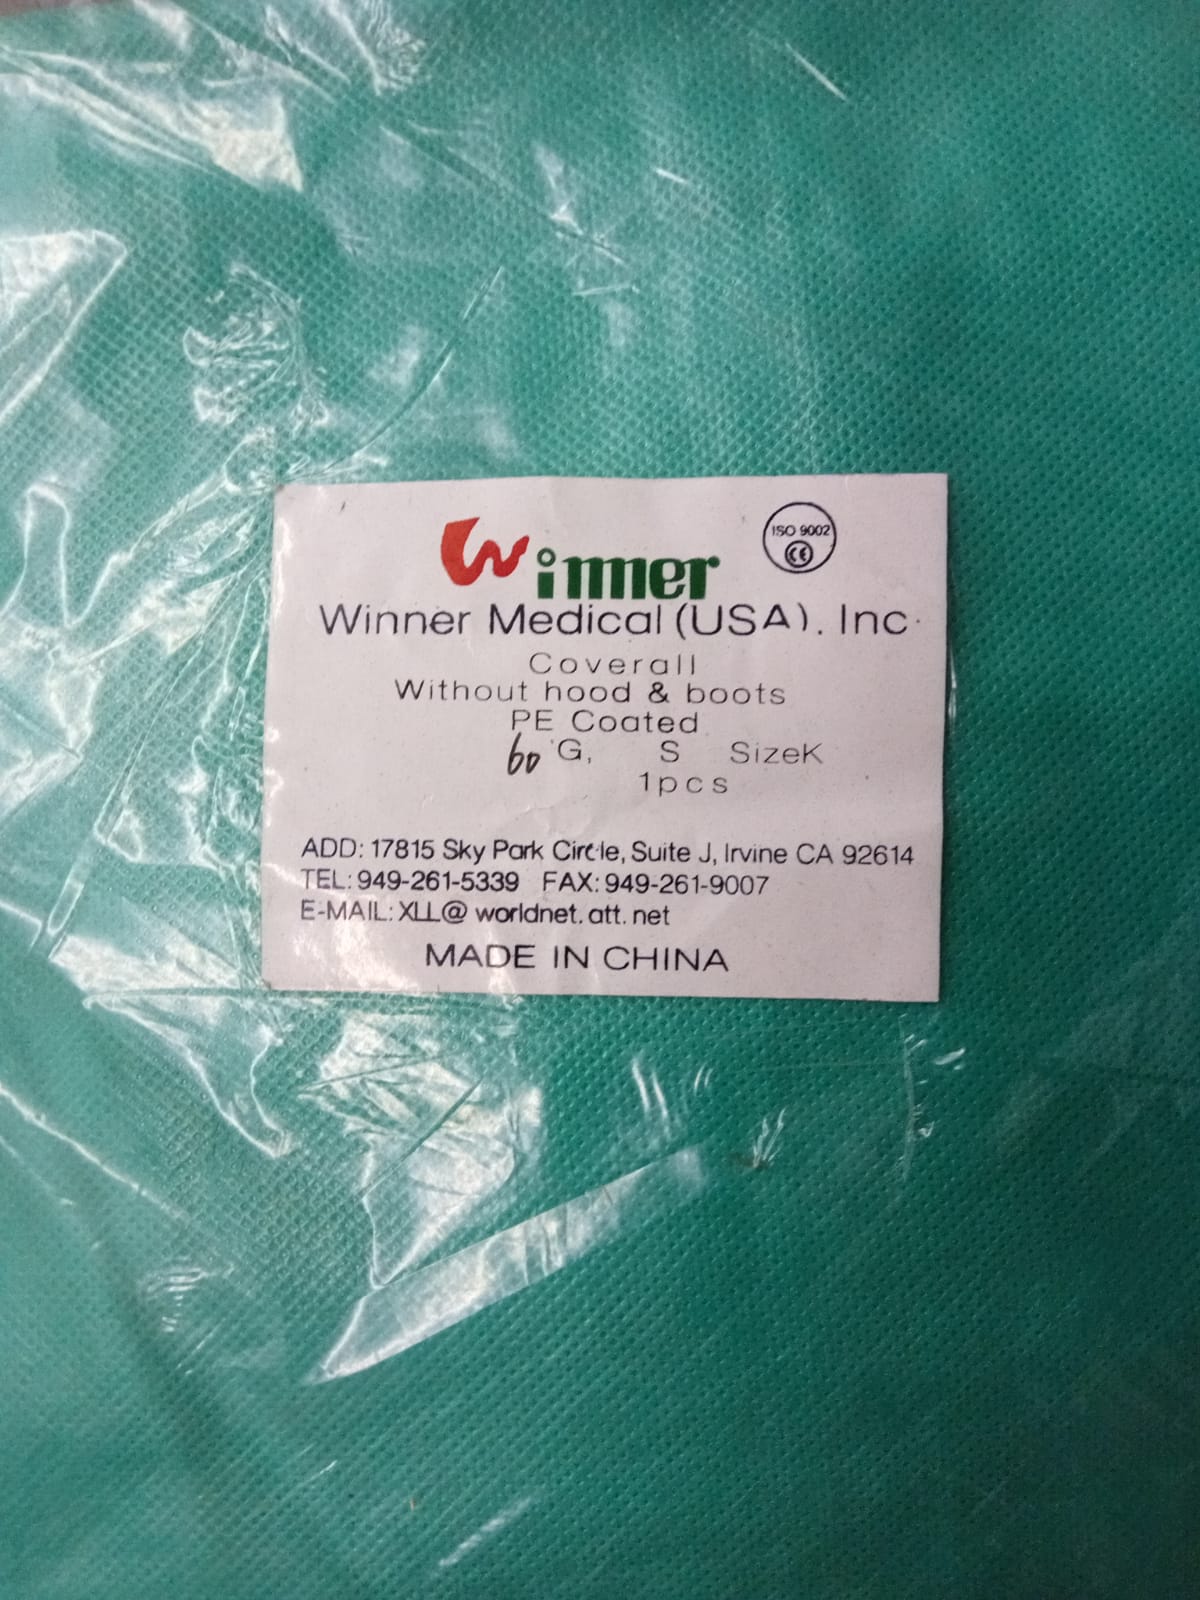 Winner
ISO 9002
CE
Winner Medical (USA). Inc.
Coverall
Without hood & boots
PE Coated
60 G, S SizeK
1pcs
ADD: 17815 Sky Park Circle, Suite J, Irvine CA 92614
TEL: 949-261-5339 FAX: 949-261-9007
E-MAIL: XLL@ worldnet. att. net
MADE IN CHINA